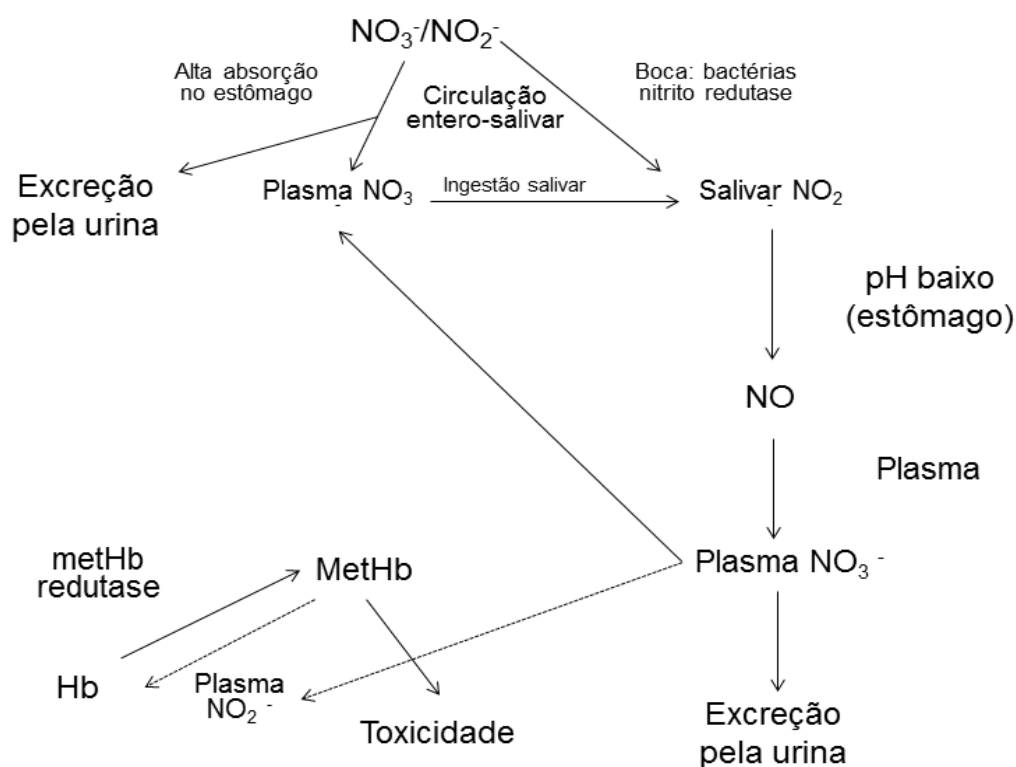 NO₃⁻/NO₂⁻
Alta absorção
no estômago
Circulação
entero-salivar
Boca: bactérias
nitrito redutase
Excreção
pela urina
Plasma NO₃
-
Ingestão salivar
Salivar NO₂
-
pH baixo
(estômago)
NO
Plasma
Plasma NO₃⁻
metHb
redutase
MetHb
Hb
Plasma
NO₂⁻
Toxicidade
Excreção
pela urina